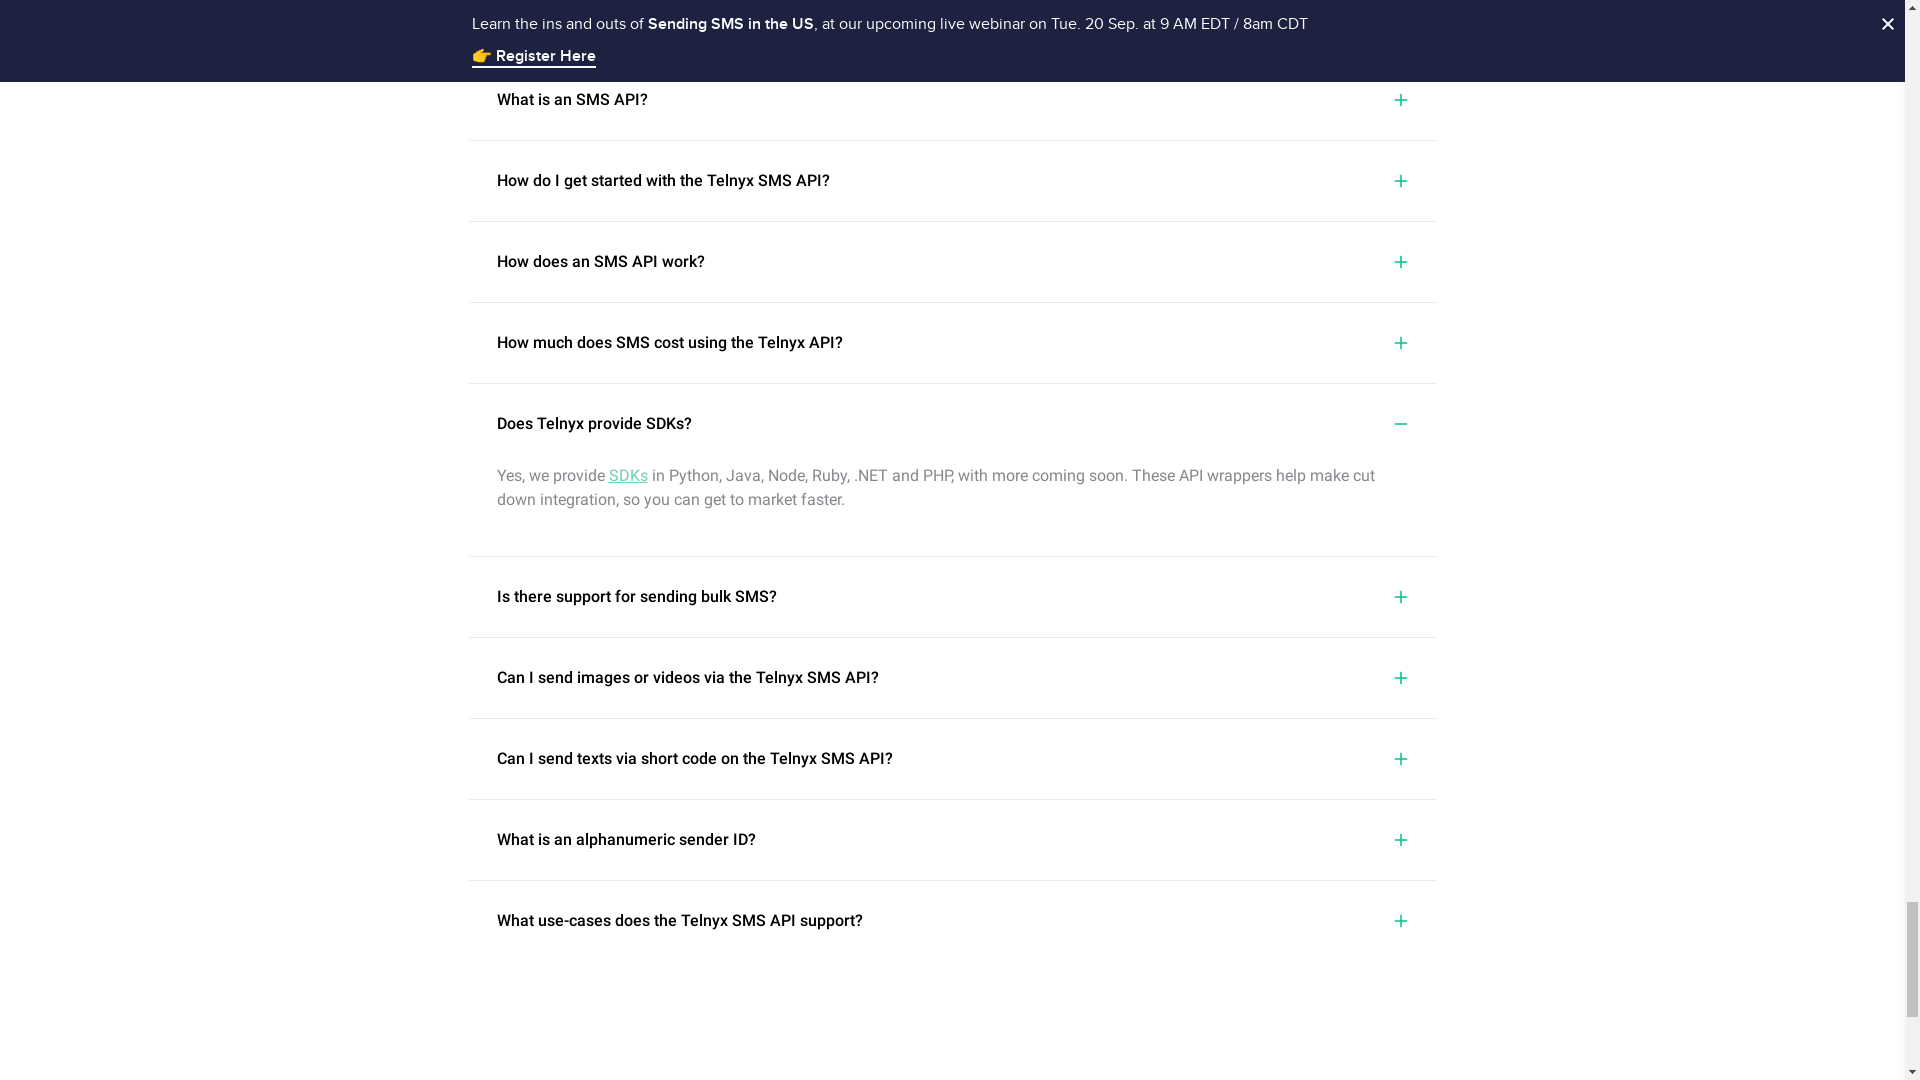 Learn the ins and outs of Sending SMS in the US, at our upcoming live webinar on Tue. 20 Sep. at 9 AM EDT / 8am CDT
👉 Register Here
What is an SMS API?
How do I get started with the Telnyx SMS API?
How does an SMS API work?
How much does SMS cost using the Telnyx API?
Does Telnyx provide SDKs?
Yes, we provide SDKs in Python, Java, Node, Ruby, .NET and PHP, with more coming soon. These API wrappers help make cut
down integration, so you can get to market faster.
Is there support for sending bulk SMS?
Can I send images or videos via the Telnyx SMS API?
Can I send texts via short code on the Telnyx SMS API?
What is an alphanumeric sender ID?
What use-cases does the Telnyx SMS API support?